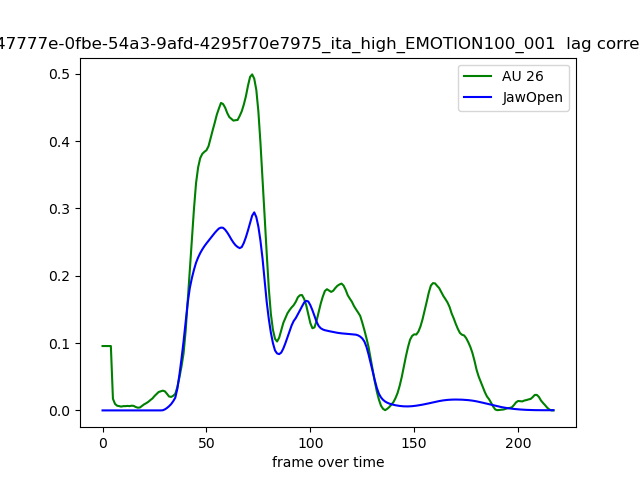 47777e-0fbe-54a3-9afd-4295f70e7975_ita_high_EMOTION100_001 lag corre
AU 26
JawOpen
0.5
0.4
0.3
0.2
0.1
0.0
0 50 100 150 200
frame over time